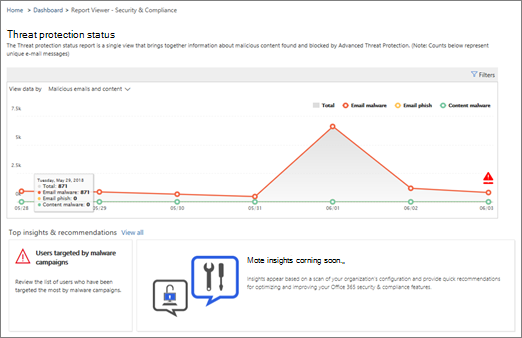 Home > Dashboard > Report Viewer - Security & Compliance
Threat protection status
The Threat protection status report is a single view that brings together information about malicious content found and blocked by Advanced Threat Protection. (Note: Counts below represent
unique e-mail messages)
Filters
View data by Malicious emails and content
Total Email malware Email phish Content malware
7.5k
5k
2.5k
Tuesday, May 29, 2018
Total: 871
Email malware: 871
Email phish: 0
Content malware: 0
05/28 05/29 05/30 05/31 06/01 06/02 06/03
Top insights & recommendations View all
Users targeted by malware
campaigns
Review the list of users who have been
targeted the most by malware campaigns.
More insights coming soon..
Insights appear based on a scan of your organization's configuration and provide quick recommendations
for optimizing and improving your Office 365 security & compliance features.